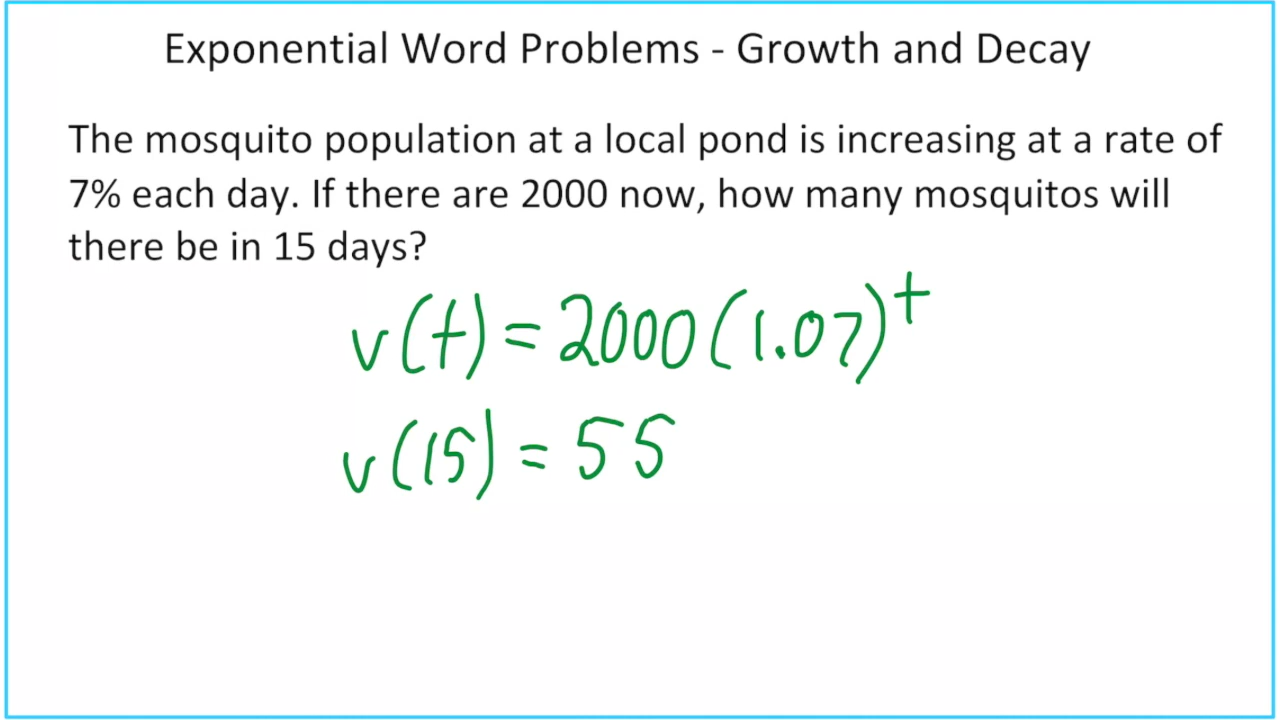 Exponential Word Problems - Growth and Decay
The mosquito population at a local pond is increasing at a rate of
7% each day. If there are 2000 now, how many mosquitos will
there be in 15 days?
v(t) = 2000(1.07)^t
v(15) = 55